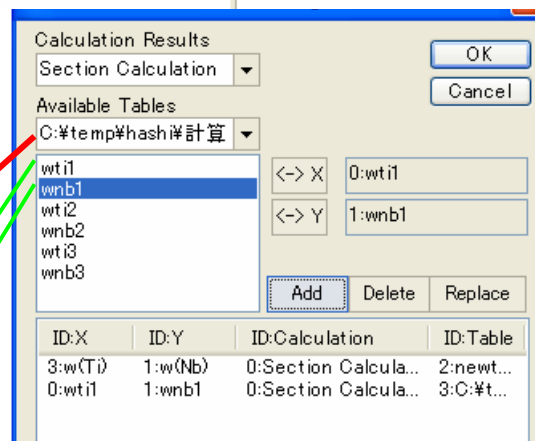 Calculation Results
Section Calculation
OK
Cancel
Available Tables
C:¥temp¥hashi¥計算
wti1
wnb1
wti2
wnb2
wti3
wnb3
<-> X 0:wti1
<-> Y 1:wnb1
Add Delete Replace
ID:X ID:Y ID:Calculation ID:Table
3:w(Ti) 1:w(Nb) 0:Section Calcula... 2:newt...
0:wti1 1:wnb1 0:Section Calcula... 3:C:¥t...